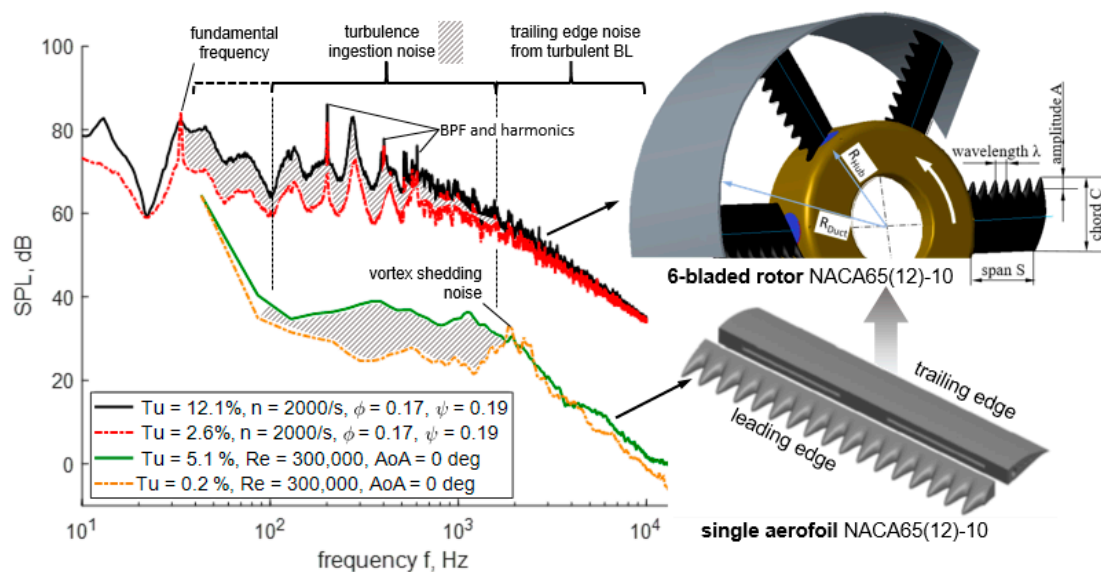 fundamental
frequency
turbulence
ingestion noise
trailing edge noise
from turbulent BL
100
80
60
40
20
0
SPL, dB
BPF and harmonics
vortex shedding
noise
Tu = 12.1%, n = 2000/s, ϕ = 0.17, ψ = 0.19
Tu = 2.6%, n = 2000/s, ϕ = 0.17, ψ = 0.19
Tu = 5.1 %, Re = 300,000, AoA = 0 deg
Tu = 0.2 %, Re = 300,000, AoA = 0 deg
10¹
10²
10³
10⁴
frequency f, Hz
R_Hub
R_Duct
wavelength λ
amplitude A
chord C
span S
6-bladed rotor NACA65(12)-10
trailing edge
leading edge
single aerofoil NACA65(12)-10